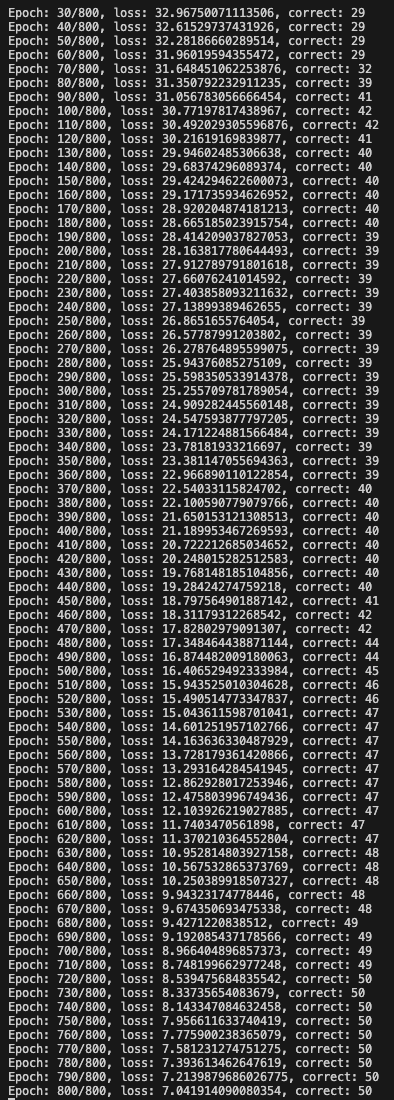 Epoch: 30/800, loss: 32.96750071113506, correct: 29
Epoch: 40/800, loss: 32.61529737431926, correct: 29
Epoch: 50/800, loss: 32.28186660289514, correct: 29
Epoch: 60/800, loss: 31.96019594355472, correct: 29
Epoch: 70/800, loss: 31.648451062253876, correct: 32
Epoch: 80/800, loss: 31.350792232911235, correct: 39
Epoch: 90/800, loss: 31.056783056666454, correct: 41
Epoch: 100/800, loss: 30.77197817438967, correct: 42
Epoch: 110/800, loss: 30.492029305596876, correct: 42
Epoch: 120/800, loss: 30.21619169839877, correct: 41
Epoch: 130/800, loss: 29.94602485306638, correct: 40
Epoch: 140/800, loss: 29.68374296089374, correct: 40
Epoch: 150/800, loss: 29.424294622600073, correct: 40
Epoch: 160/800, loss: 29.171735934626952, correct: 40
Epoch: 170/800, loss: 28.920204874181213, correct: 40
Epoch: 180/800, loss: 28.665185023915754, correct: 40
Epoch: 190/800, loss: 28.414209037827053, correct: 39
Epoch: 200/800, loss: 28.163817780644493, correct: 39
Epoch: 210/800, loss: 27.912789791801618, correct: 39
Epoch: 220/800, loss: 27.66076241014592, correct: 39
Epoch: 230/800, loss: 27.403858093211632, correct: 39
Epoch: 240/800, loss: 27.13899389462655, correct: 39
Epoch: 250/800, loss: 26.8651655764054, correct: 39
Epoch: 260/800, loss: 26.57787991203802, correct: 39
Epoch: 270/800, loss: 26.278764895599075, correct: 39
Epoch: 280/800, loss: 25.94376085275109, correct: 39
Epoch: 290/800, loss: 25.598350533914378, correct: 39
Epoch: 300/800, loss: 25.255709781789054, correct: 39
Epoch: 310/800, loss: 24.909282445560148, correct: 39
Epoch: 320/800, loss: 24.547593877797205, correct: 39
Epoch: 330/800, loss: 24.171224881566484, correct: 39
Epoch: 340/800, loss: 23.78181933216697, correct: 39
Epoch: 350/800, loss: 23.381147055694363, correct: 39
Epoch: 360/800, loss: 22.966890110122854, correct: 39
Epoch: 370/800, loss: 22.54033115824702, correct: 40
Epoch: 380/800, loss: 22.100590779079766, correct: 40
Epoch: 390/800, loss: 21.650153121308513, correct: 40
Epoch: 400/800, loss: 21.189953467269593, correct: 40
Epoch: 410/800, loss: 20.722212685034652, correct: 40
Epoch: 420/800, loss: 20.248015282512583, correct: 40
Epoch: 430/800, loss: 19.768148185104856, correct: 40
Epoch: 440/800, loss: 19.28424274759218, correct: 40
Epoch: 450/800, loss: 18.797564901887142, correct: 41
Epoch: 460/800, loss: 18.31179312268542, correct: 42
Epoch: 470/800, loss: 17.82802979091307, correct: 42
Epoch: 480/800, loss: 17.348464438871144, correct: 44
Epoch: 490/800, loss: 16.874482009180063, correct: 44
Epoch: 500/800, loss: 16.406529492333984, correct: 45
Epoch: 510/800, loss: 15.943525010304628, correct: 46
Epoch: 520/800, loss: 15.490514773347837, correct: 46
Epoch: 530/800, loss: 15.043611598701041, correct: 47
Epoch: 540/800, loss: 14.601251957102766, correct: 47
Epoch: 550/800, loss: 14.163636330487929, correct: 47
Epoch: 560/800, loss: 13.728179361420866, correct: 47
Epoch: 570/800, loss: 13.293164284541945, correct: 47
Epoch: 580/800, loss: 12.862928017253946, correct: 47
Epoch: 590/800, loss: 12.475803996749436, correct: 47
Epoch: 600/800, loss: 12.103926219027885, correct: 47
Epoch: 610/800, loss: 11.7403470561898, correct: 47
Epoch: 620/800, loss: 11.370210364552804, correct: 47
Epoch: 630/800, loss: 10.952814803927158, correct: 48
Epoch: 640/800, loss: 10.567532865373769, correct: 48
Epoch: 650/800, loss: 10.250389918507327, correct: 48
Epoch: 660/800, loss: 9.94323174778446, correct: 48
Epoch: 670/800, loss: 9.674350693475338, correct: 48
Epoch: 680/800, loss: 9.4271220838512, correct: 49
Epoch: 690/800, loss: 9.192085437178566, correct: 49
Epoch: 700/800, loss: 8.966404896857373, correct: 49
Epoch: 710/800, loss: 8.748199662977248, correct: 49
Epoch: 720/800, loss: 8.539475684835542, correct: 50
Epoch: 730/800, loss: 8.33735654083679, correct: 50
Epoch: 740/800, loss: 8.143347084632458, correct: 50
Epoch: 750/800, loss: 7.956611633740419, correct: 50
Epoch: 760/800, loss: 7.775900238365079, correct: 50
Epoch: 770/800, loss: 7.581231274751275, correct: 50
Epoch: 780/800, loss: 7.393613462647619, correct: 50
Epoch: 790/800, loss: 7.2139879686026775, correct: 50
Epoch: 800/800, loss: 7.041914090080354, correct: 50